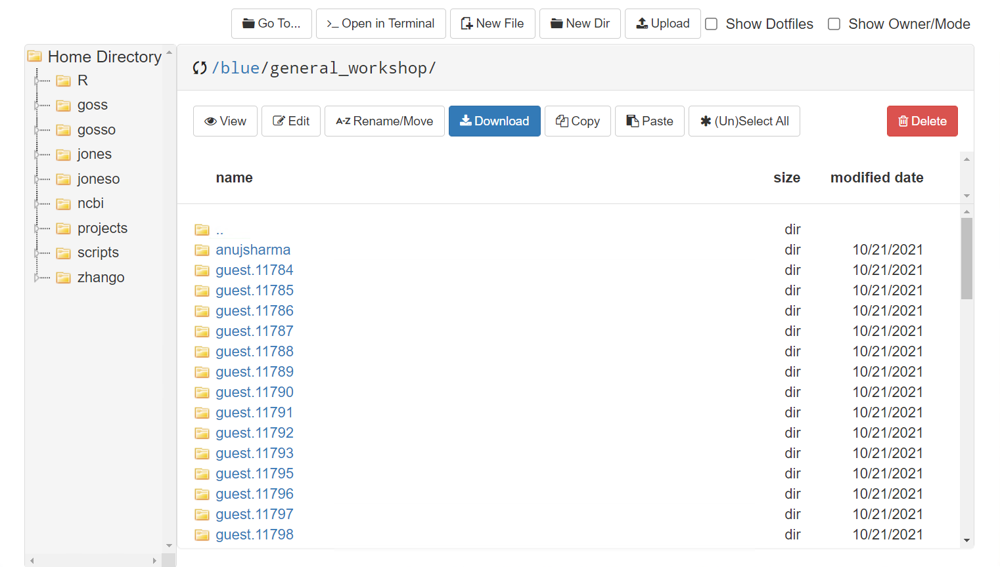 Go To... >_ Open in Terminal New File New Dir Upload Show Dotfiles Show Owner/Mode
Home Directory
R
goss
gosso
jones
joneso
ncbi
projects
scripts
zhango
/blue/general_workshop/
View Edit A-Z Rename/Move Download Copy Paste (Un)Select All Delete
name size modified date
.. dir
anujsharma dir 10/21/2021
guest.11784 dir 10/21/2021
guest.11785 dir 10/21/2021
guest.11786 dir 10/21/2021
guest.11787 dir 10/21/2021
guest.11788 dir 10/21/2021
guest.11789 dir 10/21/2021
guest.11790 dir 10/21/2021
guest.11791 dir 10/21/2021
guest.11792 dir 10/21/2021
guest.11793 dir 10/21/2021
guest.11795 dir 10/21/2021
guest.11796 dir 10/21/2021
guest.11797 dir 10/21/2021
guest.11798 dir 10/21/2021